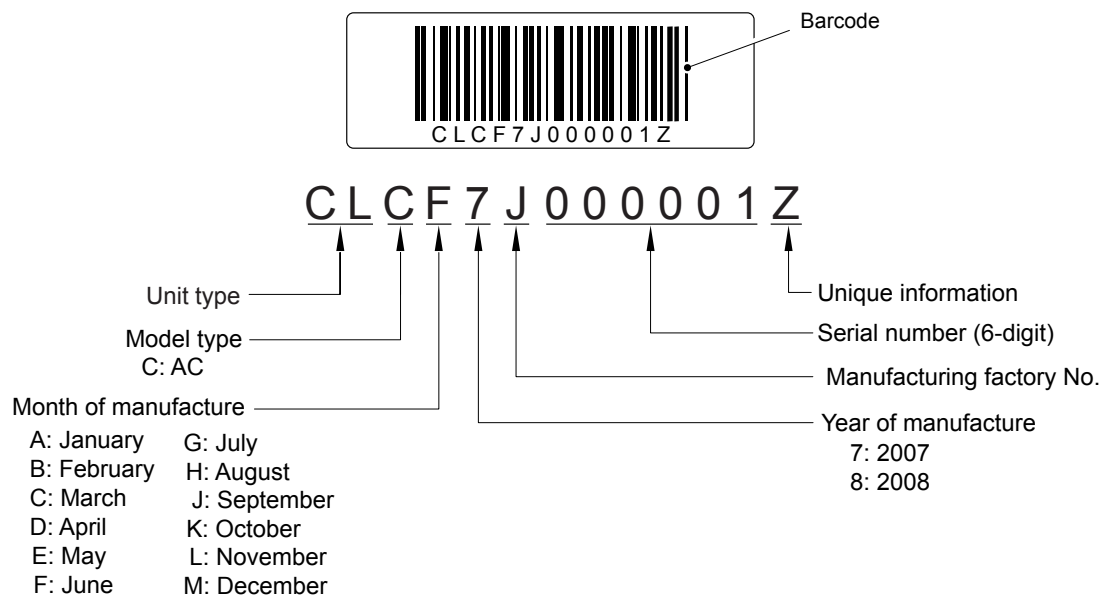 Barcode
CLCF7J000001Z
CLCF7J000001Z
Unit type
Model type
C: AC
Month of manufacture
A: January
B: February
C: March
D: April
E: May
F: June
G: July
H: August
J: September
K: October
L: November
M: December
Unique information
Serial number (6-digit)
Manufacturing factory No.
Year of manufacture
7: 2007
8: 2008